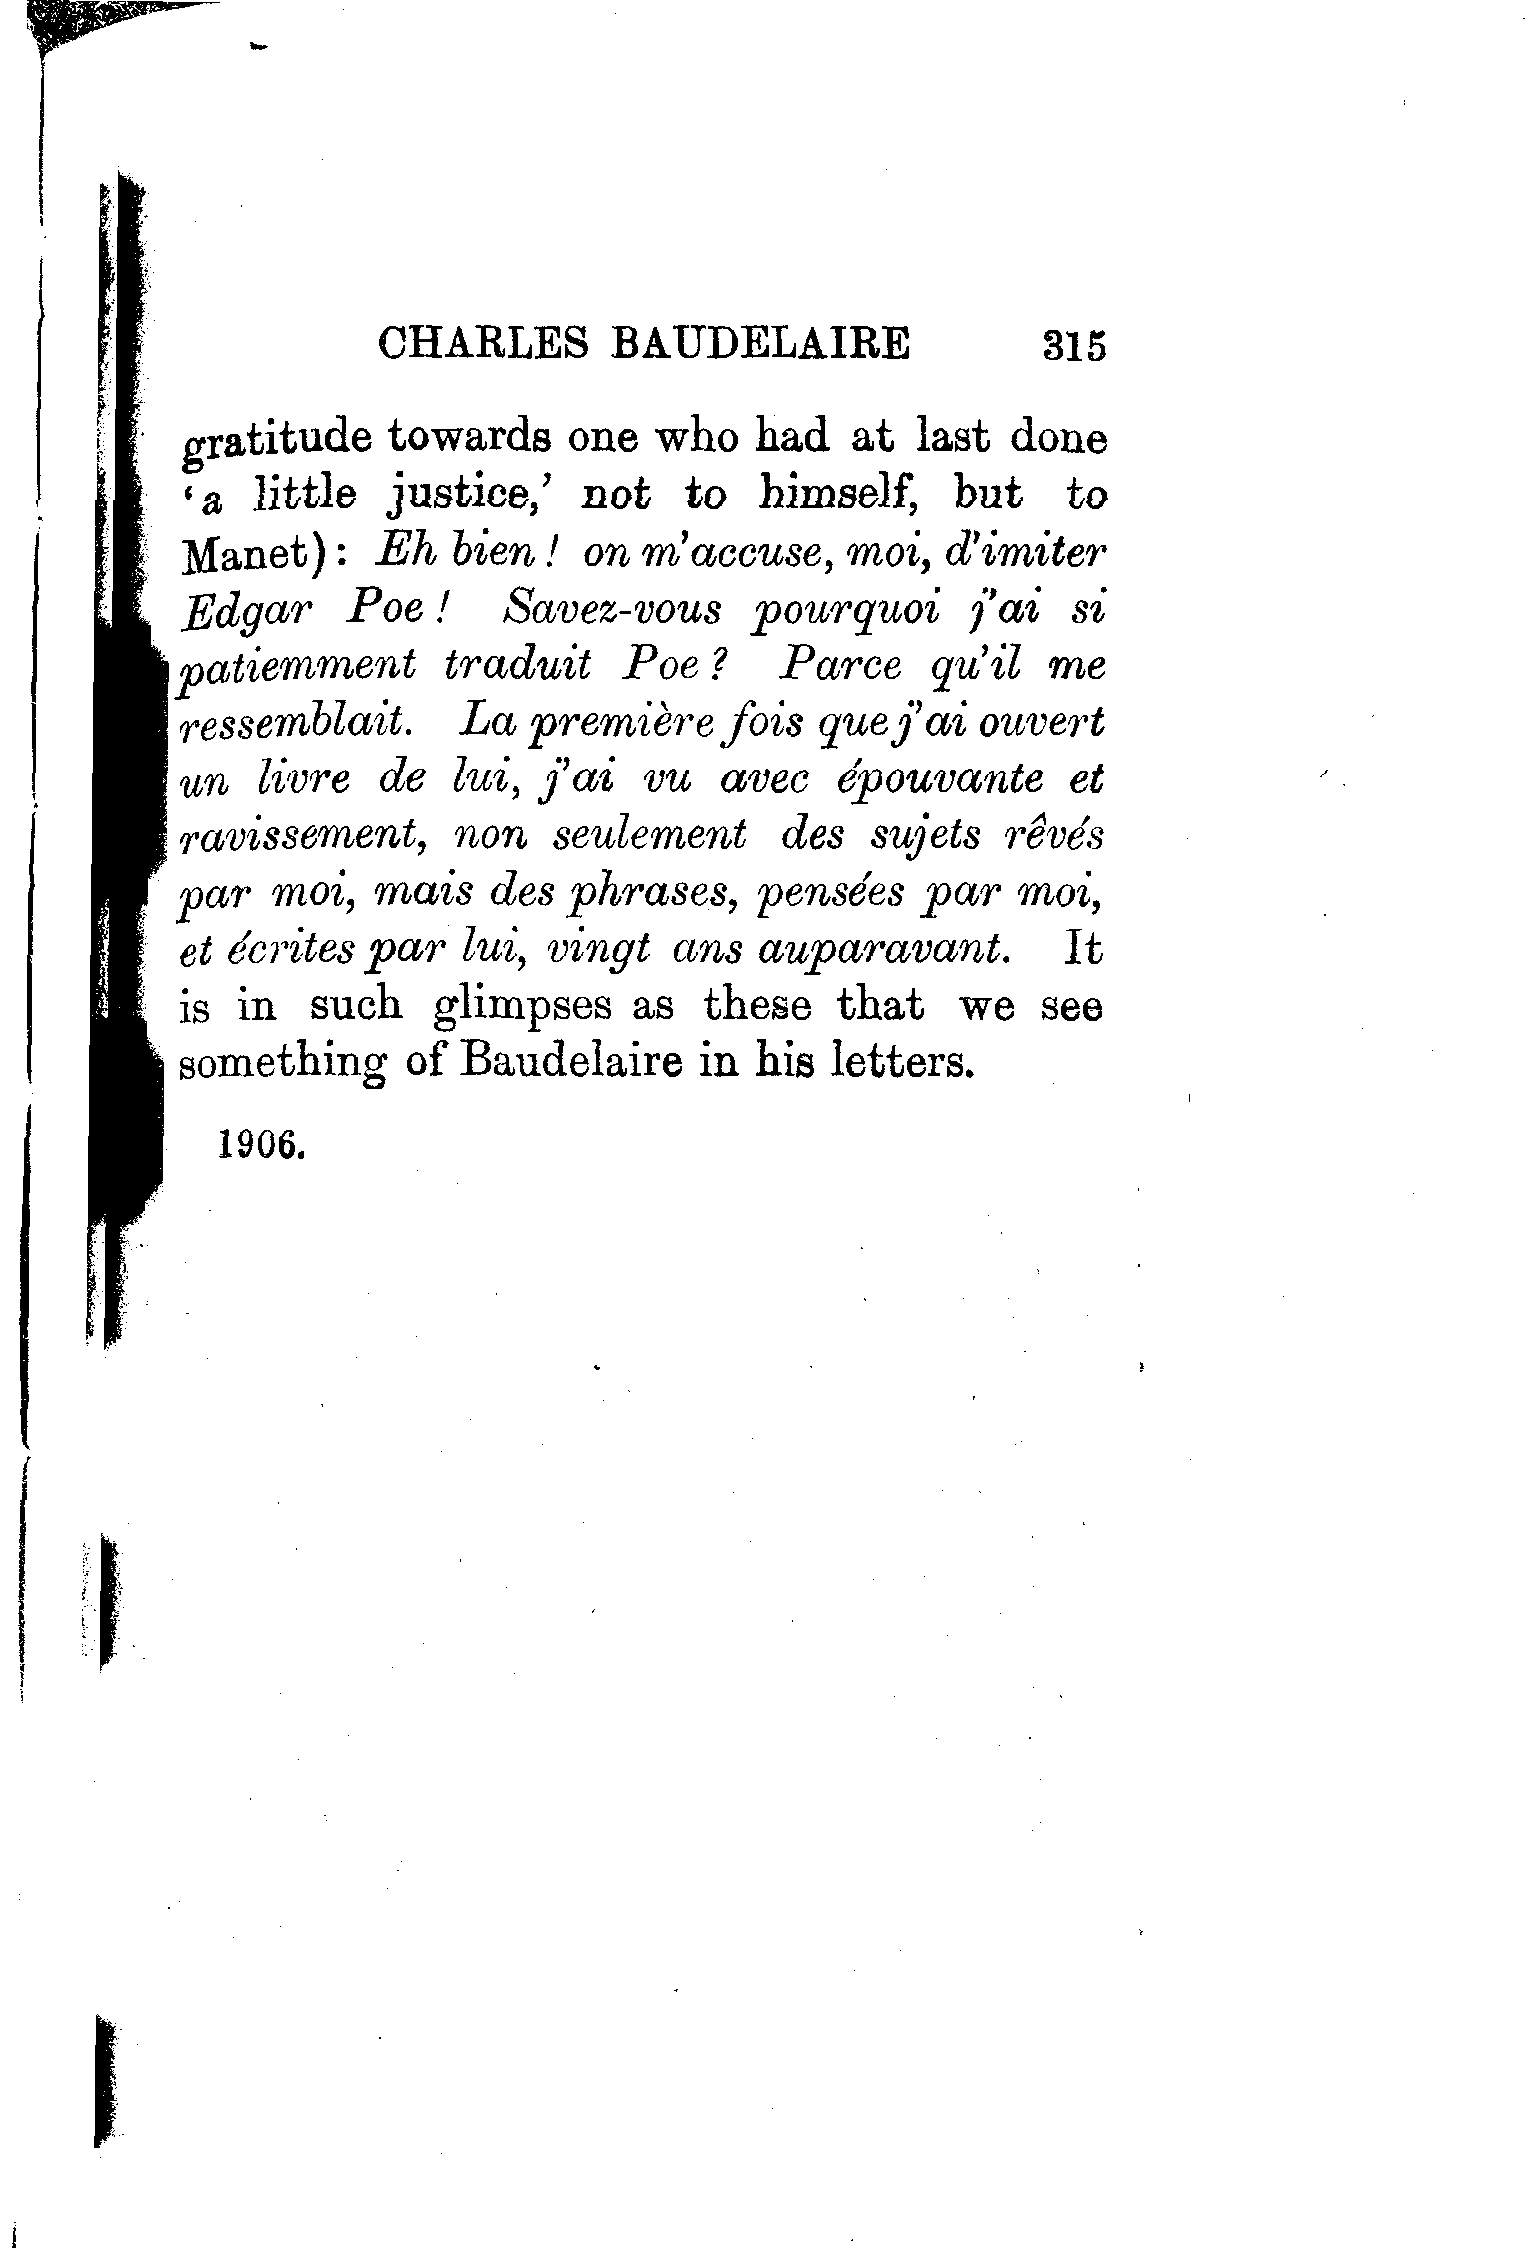 CHARLES BAUDELAIRE 315
gratitude towards one who had at last done
‘a little justice,’ not to himself, but to
Manet): Eh bien! on m'accuse, moi, d'imiter
Edgar Poe! Savez-vous pourquoi j'ai si
patiemment traduit Poe? Parce qu'il me
ressemblait. La première fois que j'ai ouvert
un livre de lui, j'ai vu avec épouvante et
ravissement, non seulement des sujets rêvés
par moi, mais des phrases, pensées par moi,
et écrites par lui, vingt ans auparavant. It
is in such glimpses as these that we see
something of Baudelaire in his letters.
1906.